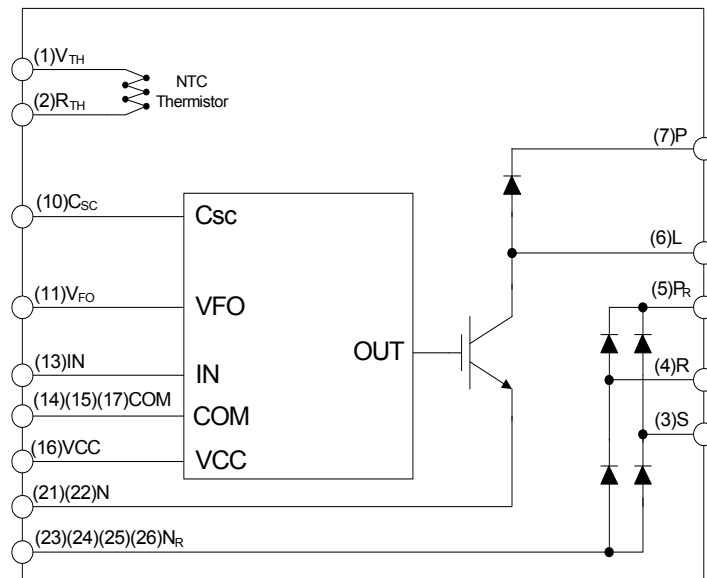 (1)VTH
NTC
Thermistor
(2)RTH
(7)P
(10)CSC
Csc
(6)L
(5)PR
(11)VFO
VFO
OUT
(4)R
(13)IN
IN
(14)(15)(17)COM
COM
(3)S
(16)VCC
VCC
(21)(22)N
(23)(24)(25)(26)NR